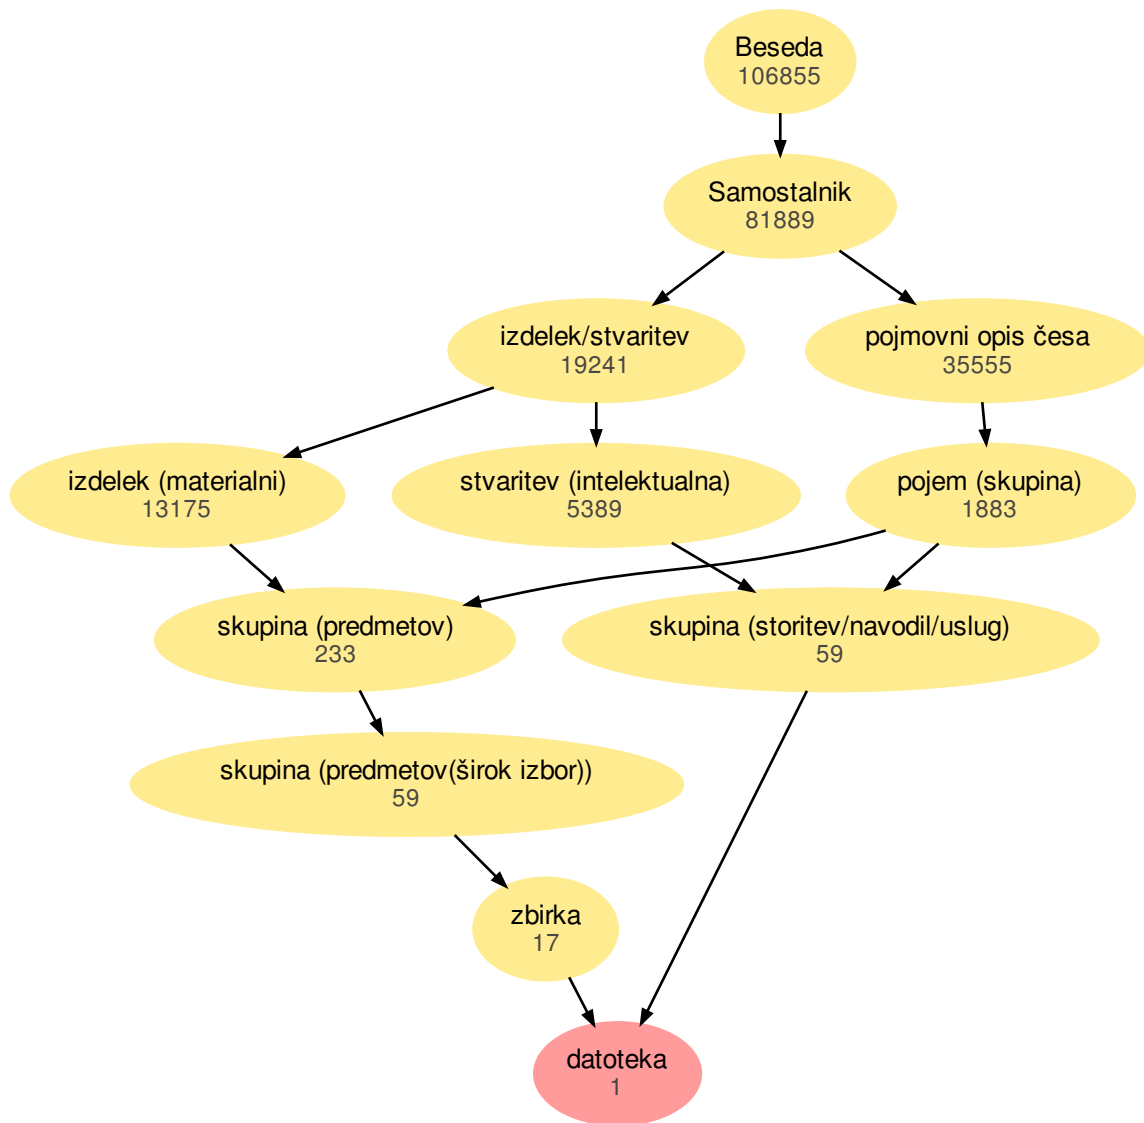 Beseda
106855
Samostalnik
81889
izdelek/stvaritev
19241
pojmovni opis česa
35555
izdelek (materialni)
13175
stvaritev (intelektualna)
5389
pojem (skupina)
1883
skupina (predmetov)
233
skupina (storitev/navodil/uslug)
59
skupina (predmetov(širok izbor))
59
zbirka
17
datoteka
1